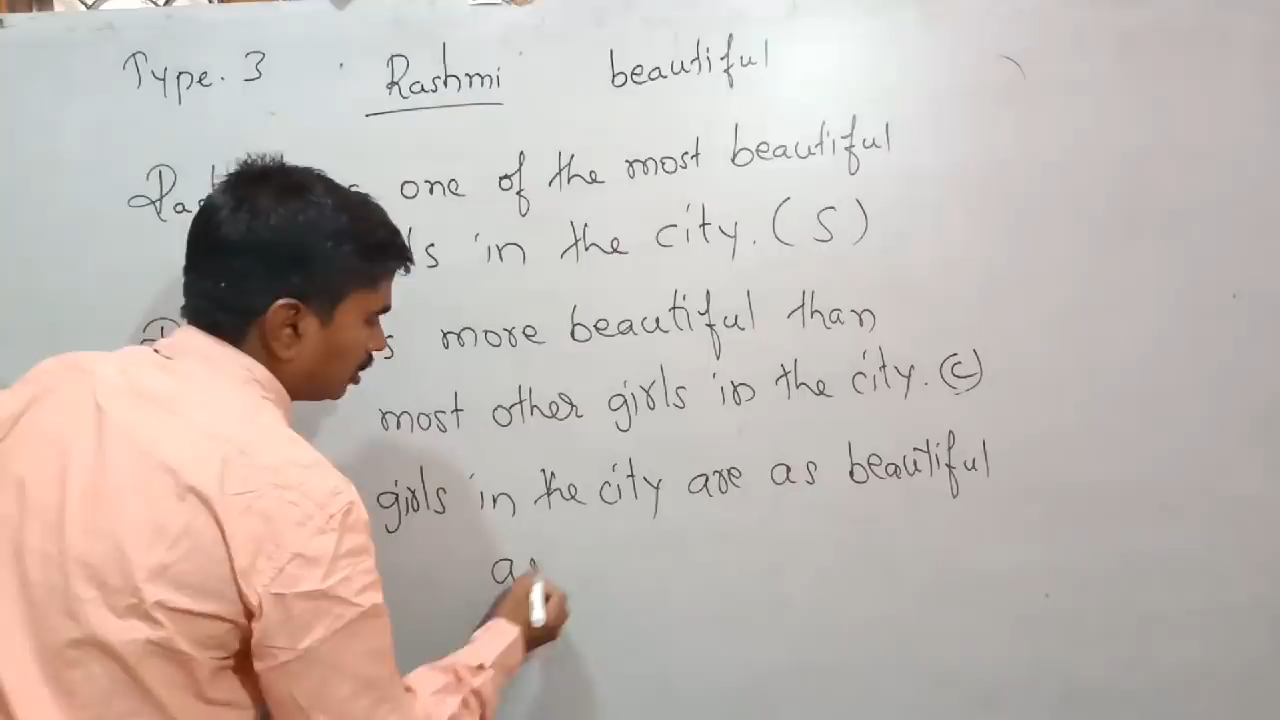 Type. 3 Rashmi beautiful
one of the most beautiful
in the city. (S)
more beautiful than
most other girls in the city. (C)
girls in the city are as beautiful